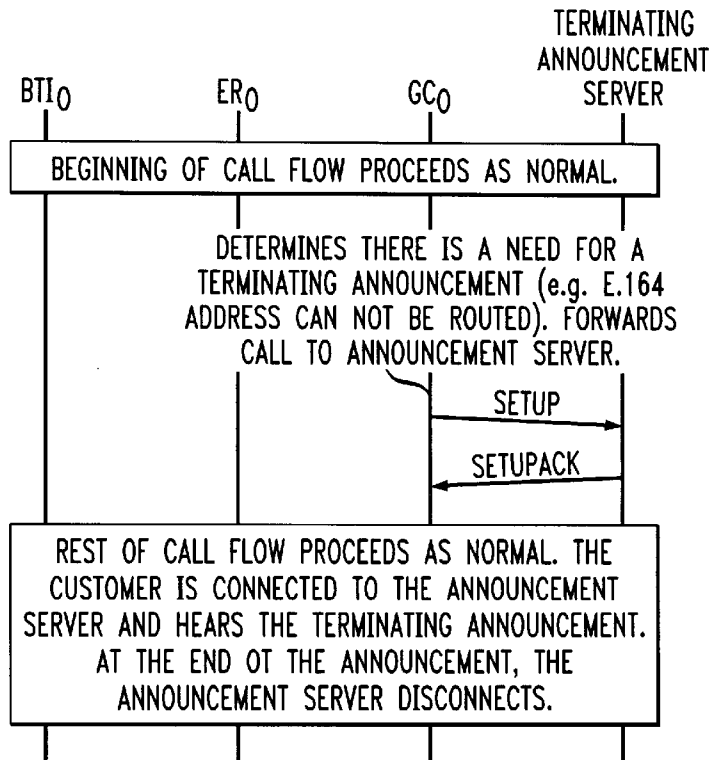 TERMINATING
ANNOUNCEMENT
SERVER
BTI0
ER0
GC0
BEGINNING OF CALL FLOW PROCEEDS AS NORMAL.
DETERMINES THERE IS A NEED FOR A
TERMINATING ANNOUNCEMENT (e.g. E.164
ADDRESS CAN NOT BE ROUTED). FORWARDS
CALL TO ANNOUNCEMENT SERVER.
SETUP
SETUPACK
REST OF CALL FLOW PROCEEDS AS NORMAL. THE
CUSTOMER IS CONNECTED TO THE ANNOUNCEMENT
SERVER AND HEARS THE TERMINATING ANNOUNCEMENT.
AT THE END OT THE ANNOUNCEMENT, THE
ANNOUNCEMENT SERVER DISCONNECTS.